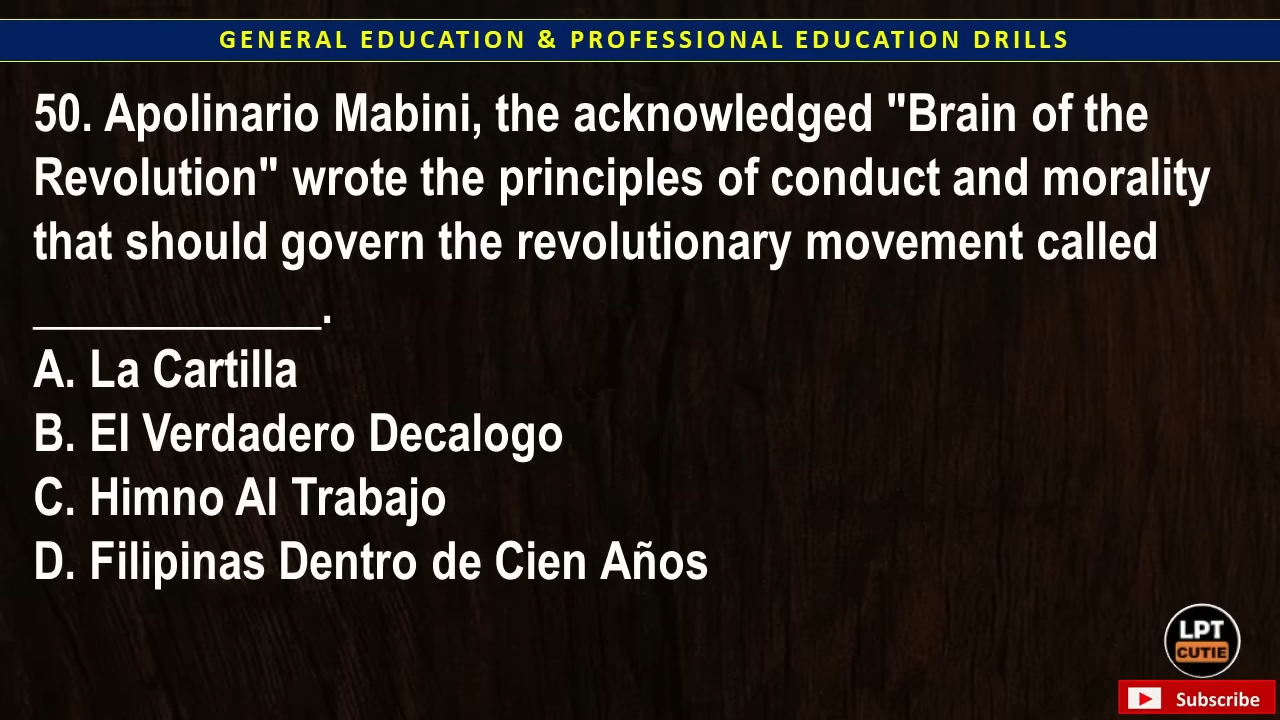 GENERAL EDUCATION & PROFESSIONAL EDUCATION DRILLS
50. Apolinario Mabini, the acknowledged "Brain of the
Revolution" wrote the principles of conduct and morality
that should govern the revolutionary movement called
____________.
A. La Cartilla
B. El Verdadero Decalogo
C. Himno Al Trabajo
D. Filipinas Dentro de Cien Años
LPT
CUTIE
Subscribe